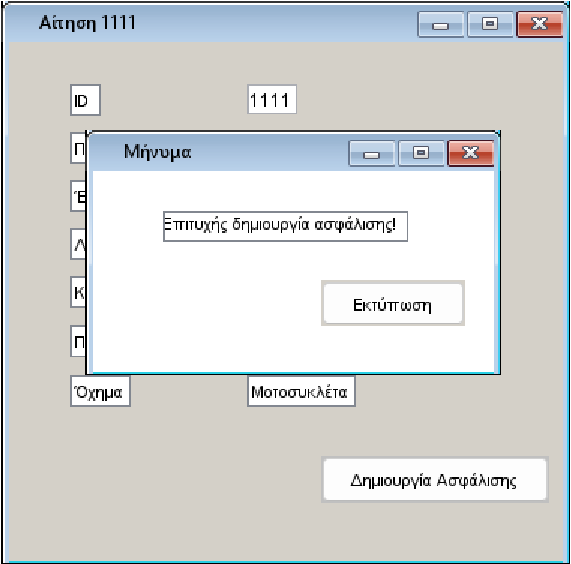 Αίτηση 1111
ID 1111
Μήνυμα
Επιτυχής δημιουργία ασφάλισης!
Εκτύπωση
Όχημα Μοτοσυκλέτα
Δημιουργία Ασφάλισης